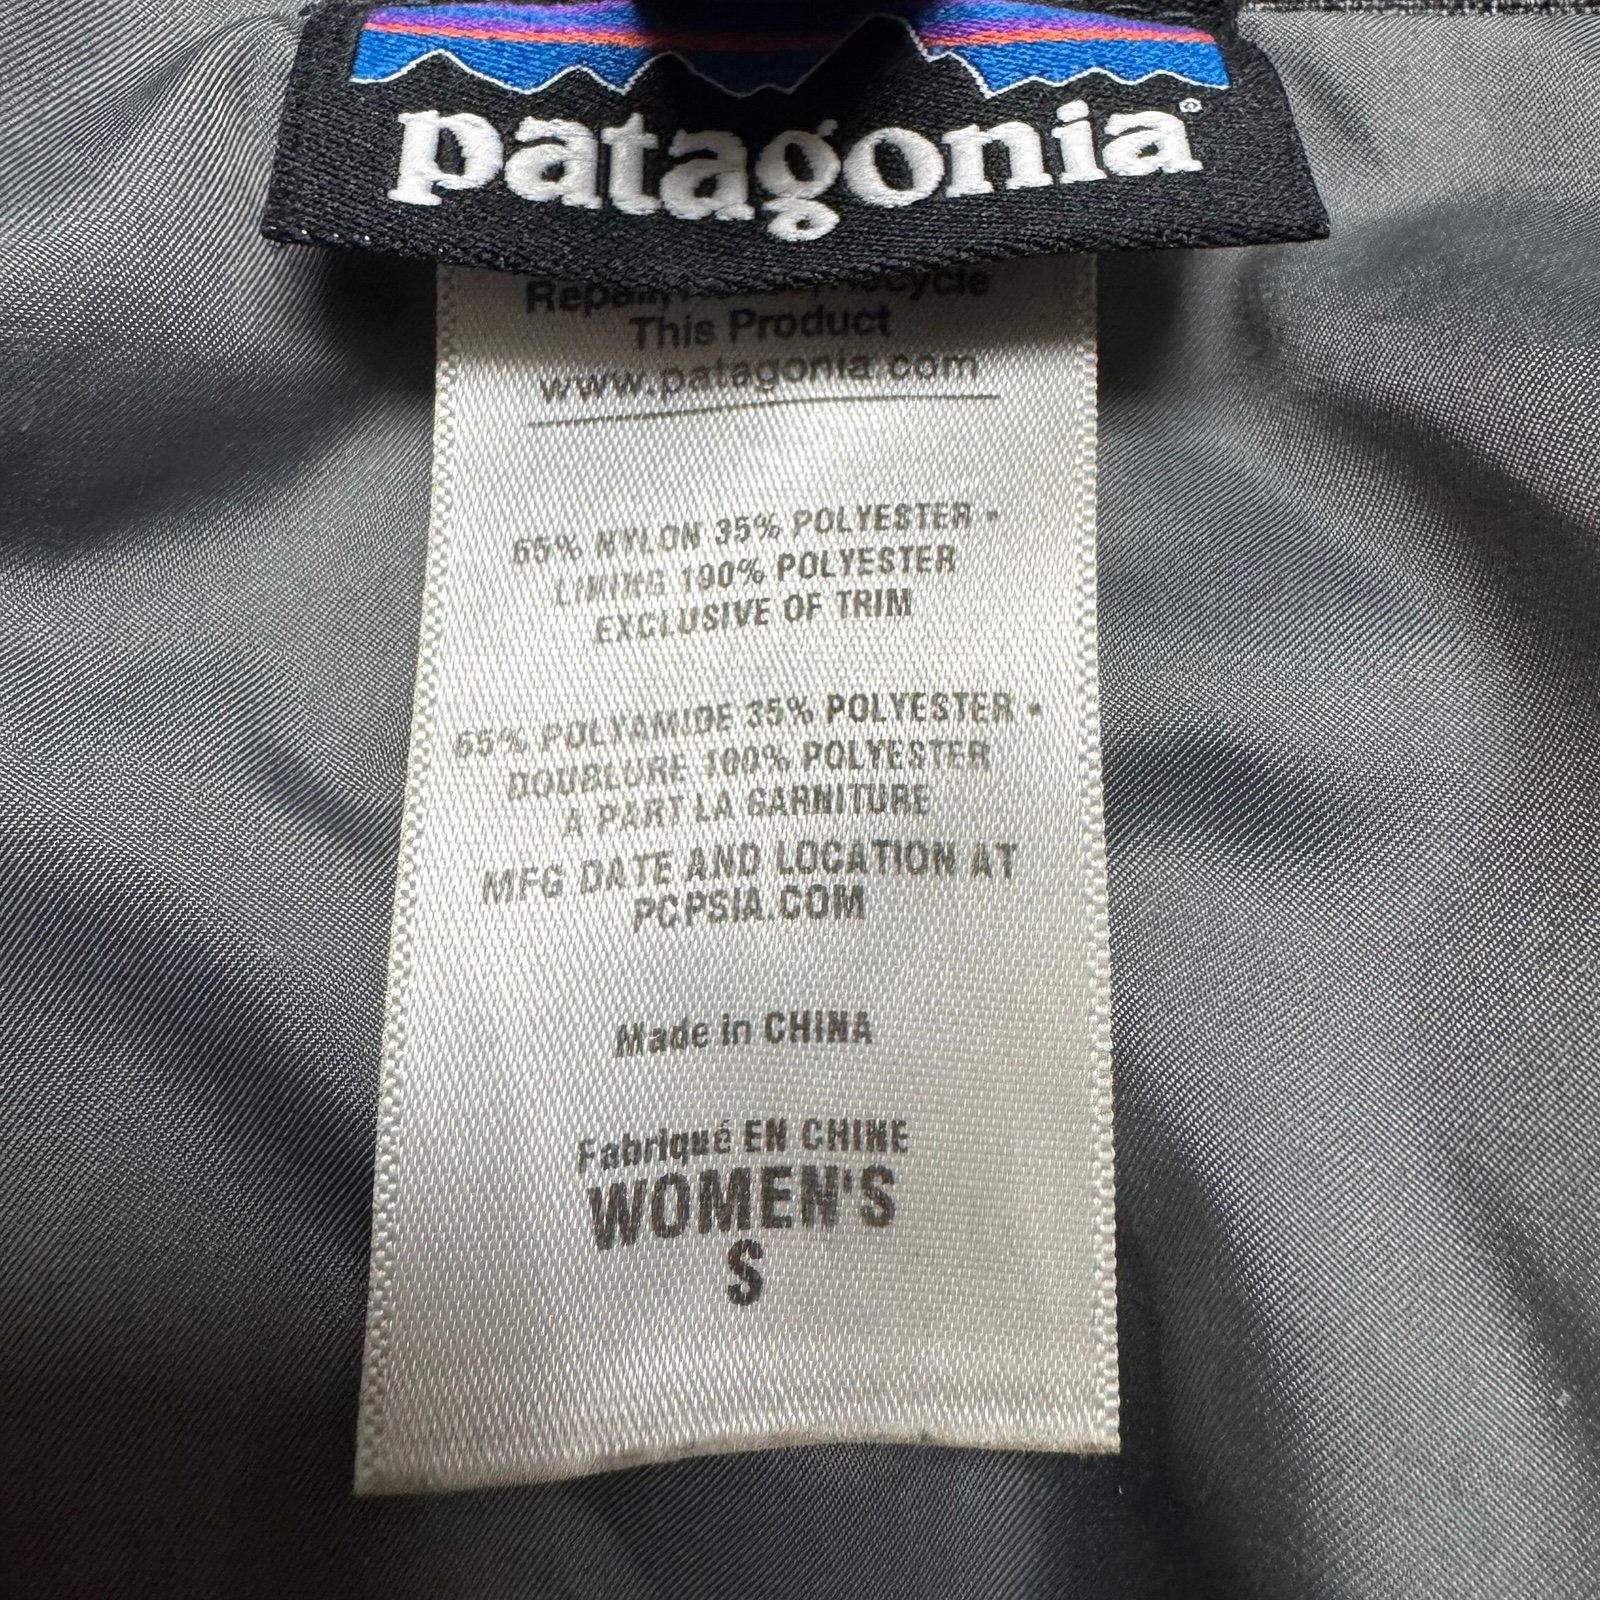 patagonia®
Repair, Recycle
This Product
www.patagonia.com
65% NYLON 35% POLYESTER •
LINING 100% POLYESTER
EXCLUSIVE OF TRIM
65% POLYAMIDE 35% POLYESTER •
DOUBLURE 100% POLYESTER
A PART LA GARNITURE
MFG DATE AND LOCATION AT
PCPSIA.COM
Made in CHINA
Fabriqué EN CHINE
WOMEN'S
S